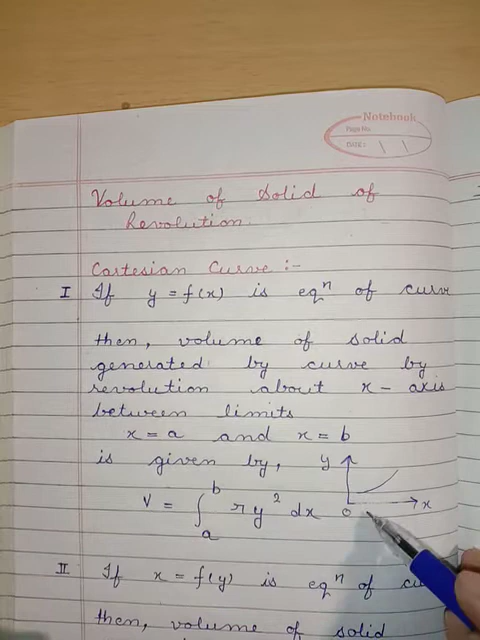 Notebook
Page No.
DATE:
Volume of Solid of
Revolution.
Cartesian Curve :-
I If y = f(x) is eqⁿ of curve
then, volume of solid
generated by curve by
revolution about x - axis
between limits
x = a and x = b
is given by,
y
V = ∫ₐᵇ π y² dx
O x
II If x = f(y) is eqⁿ of
then, volume of solid